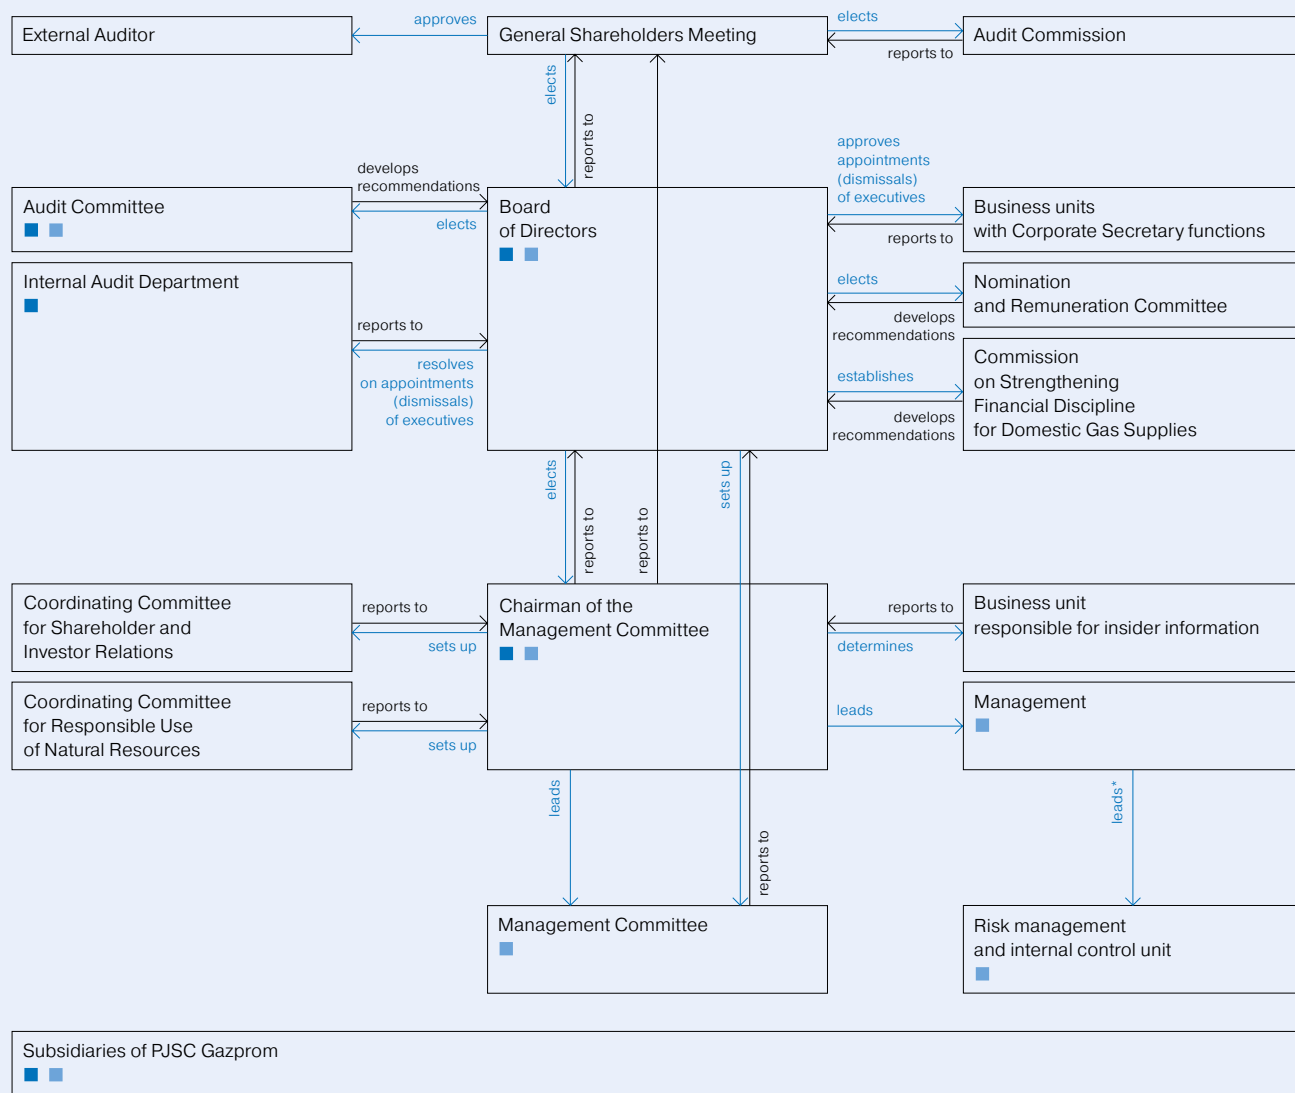 External Auditor
approves
General Shareholders Meeting
elects
reports to
Audit Commission
elects
reports to
Audit Committee
develops
recommendations
elects
Board
of Directors
approves
appointments
(dismissals)
of executives
reports to
Business units
with Corporate Secretary functions
Internal Audit Department
reports to
resolves
on appointments
(dismissals)
of executives
elects
develops
recommendations
Nomination
and Remuneration Committee
establishes
develops
recommendations
Commission
on Strengthening
Financial Discipline
for Domestic Gas Supplies
elects
reports to
reports to
sets up
Coordinating Committee
for Shareholder and
Investor Relations
reports to
sets up
Chairman of the
Management Committee
reports to
determines
Business unit
responsible for insider information
Coordinating Committee
for Responsible Use
of Natural Resources
reports to
sets up
leads
Management
leads
reports to
leads*
Management Committee
Risk management
and internal control unit
Subsidiaries of PJSC Gazprom